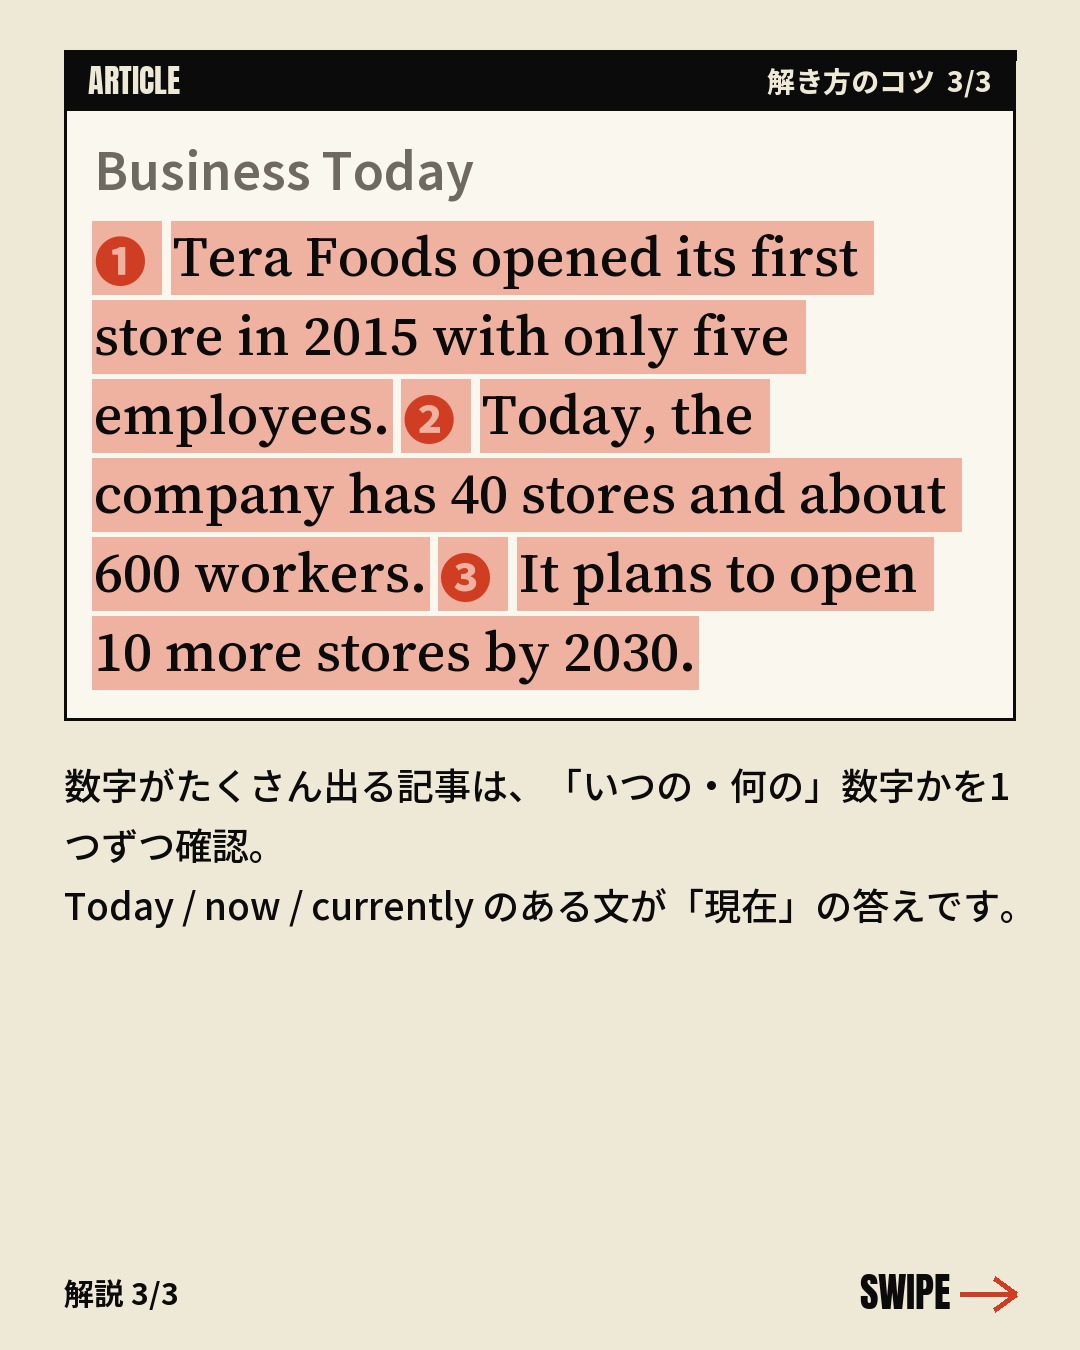 ARTICLE
解き方のコツ 3/3
Business Today
❶ Tera Foods opened its first
store in 2015 with only five
employees. ❷ Today, the
company has 40 stores and about
600 workers. ❸ It plans to open
10 more stores by 2030.
数字がたくさん出る記事は、「いつの・何の」数字かを1
つずつ確認。
Today / now / currently のある文が「現在」の答えです。
解説 3/3
SWIPE →